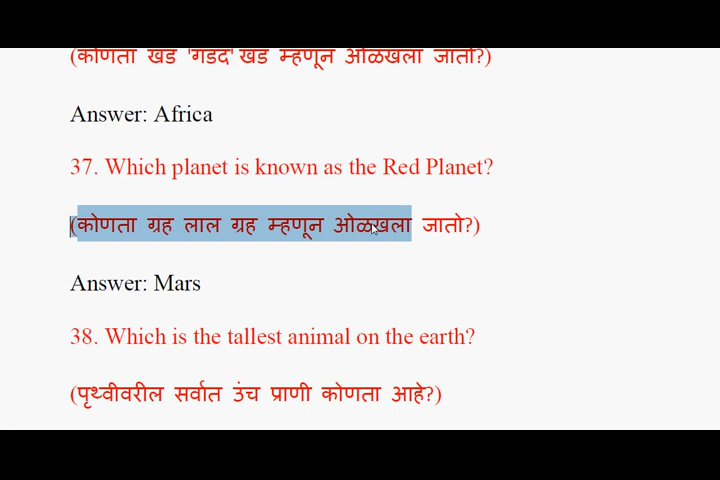 (कोणता खंड 'गडद' खंड म्हणून ओळखला जातो?)
Answer: Africa
37. Which planet is known as the Red Planet?
(कोणता ग्रह लाल ग्रह म्हणून ओळखला जातो?)
Answer: Mars
38. Which is the tallest animal on the earth?
(पृथ्वीवरील सर्वात उंच प्राणी कोणता आहे?)